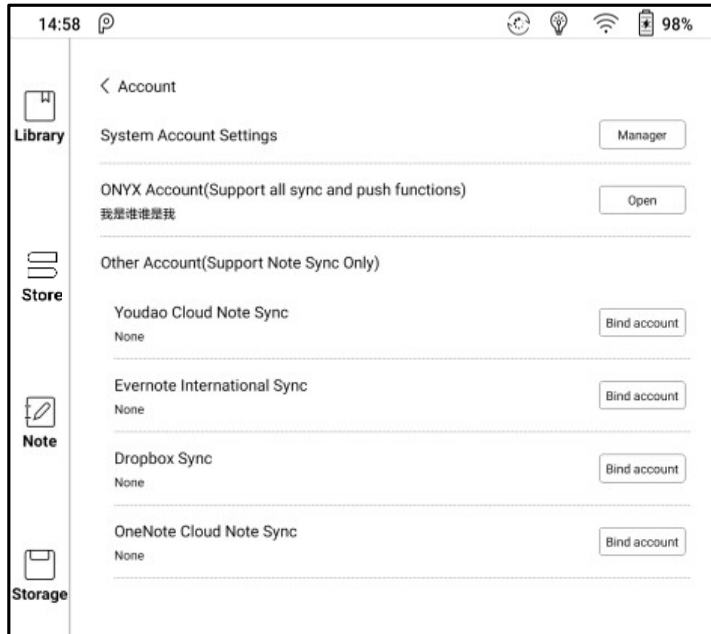 14:58 98%
Account
Library
System Account Settings Manager
ONYX Account(Support all sync and push functions) Open
我是谁谁是我
Other Account(Support Note Sync Only)
Store
Youdao Cloud Note Sync Bind account
None
Evernote International Sync Bind account
None
Note
Dropbox Sync Bind account
None
OneNote Cloud Note Sync Bind account
None
Storage